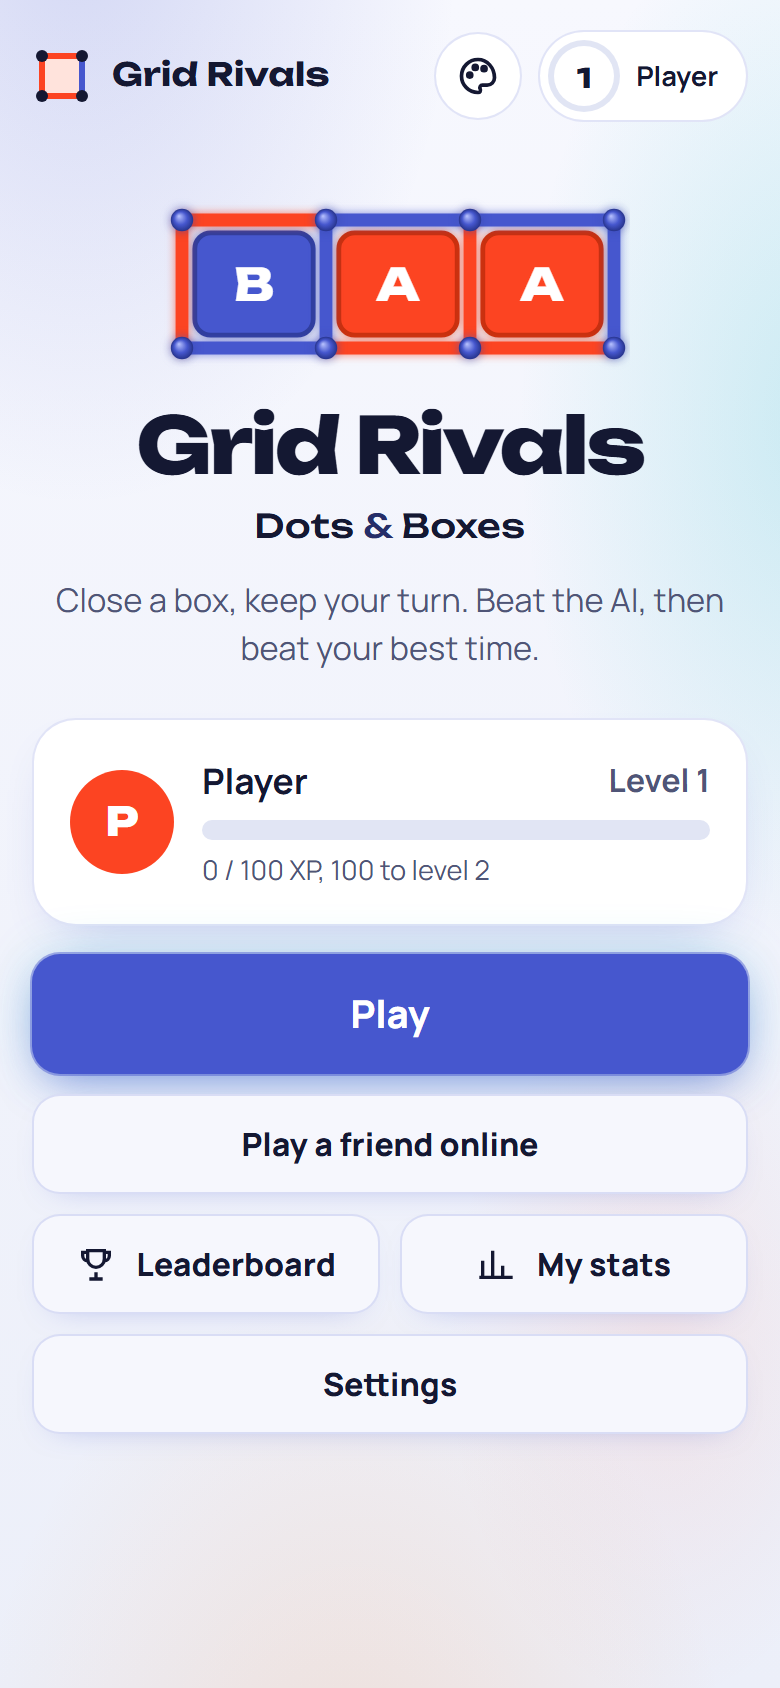 Grid Rivals
1 Player
B A A
Grid Rivals
Dots & Boxes
Close a box, keep your turn. Beat the AI, then
beat your best time.
P
Player Level 1
0 / 100 XP, 100 to level 2
Play
Play a friend online
Leaderboard My stats
Settings